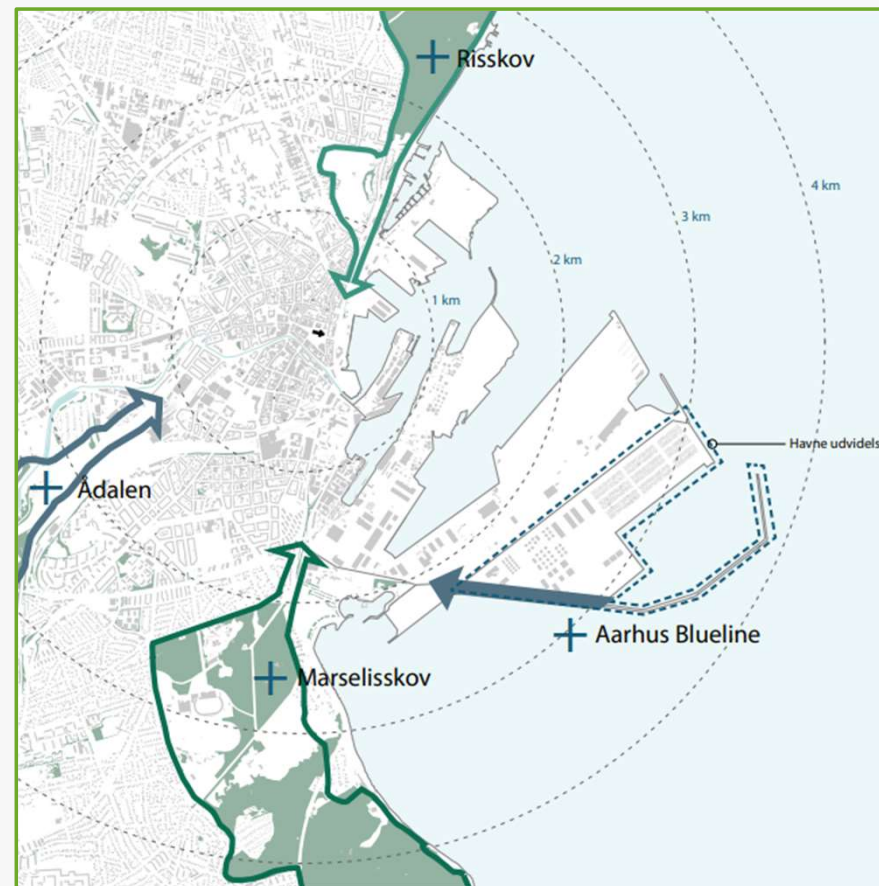 Risskov
4 km
3 km
2 km
1 km
Havne udvidels
Ådalen
Aarhus Blueline
Marselisskov